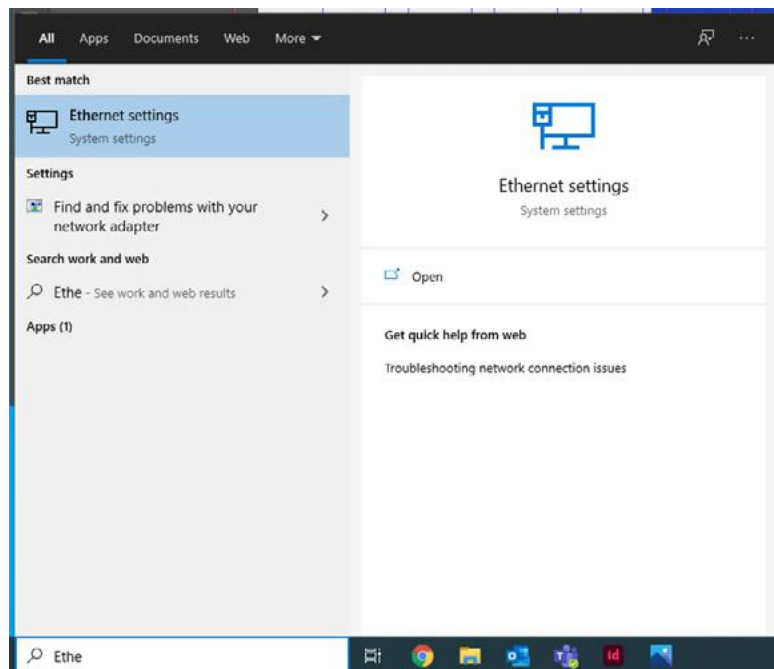 All Apps Documents Web More
Best match
Ethernet settings
System settings
Settings
Find and fix problems with your
network adapter
Search work and web
Ethe - See work and web results
Apps (1)
Ethernet settings
System settings
Open
Get quick help from web
Troubleshooting network connection issues
Ethe
Id